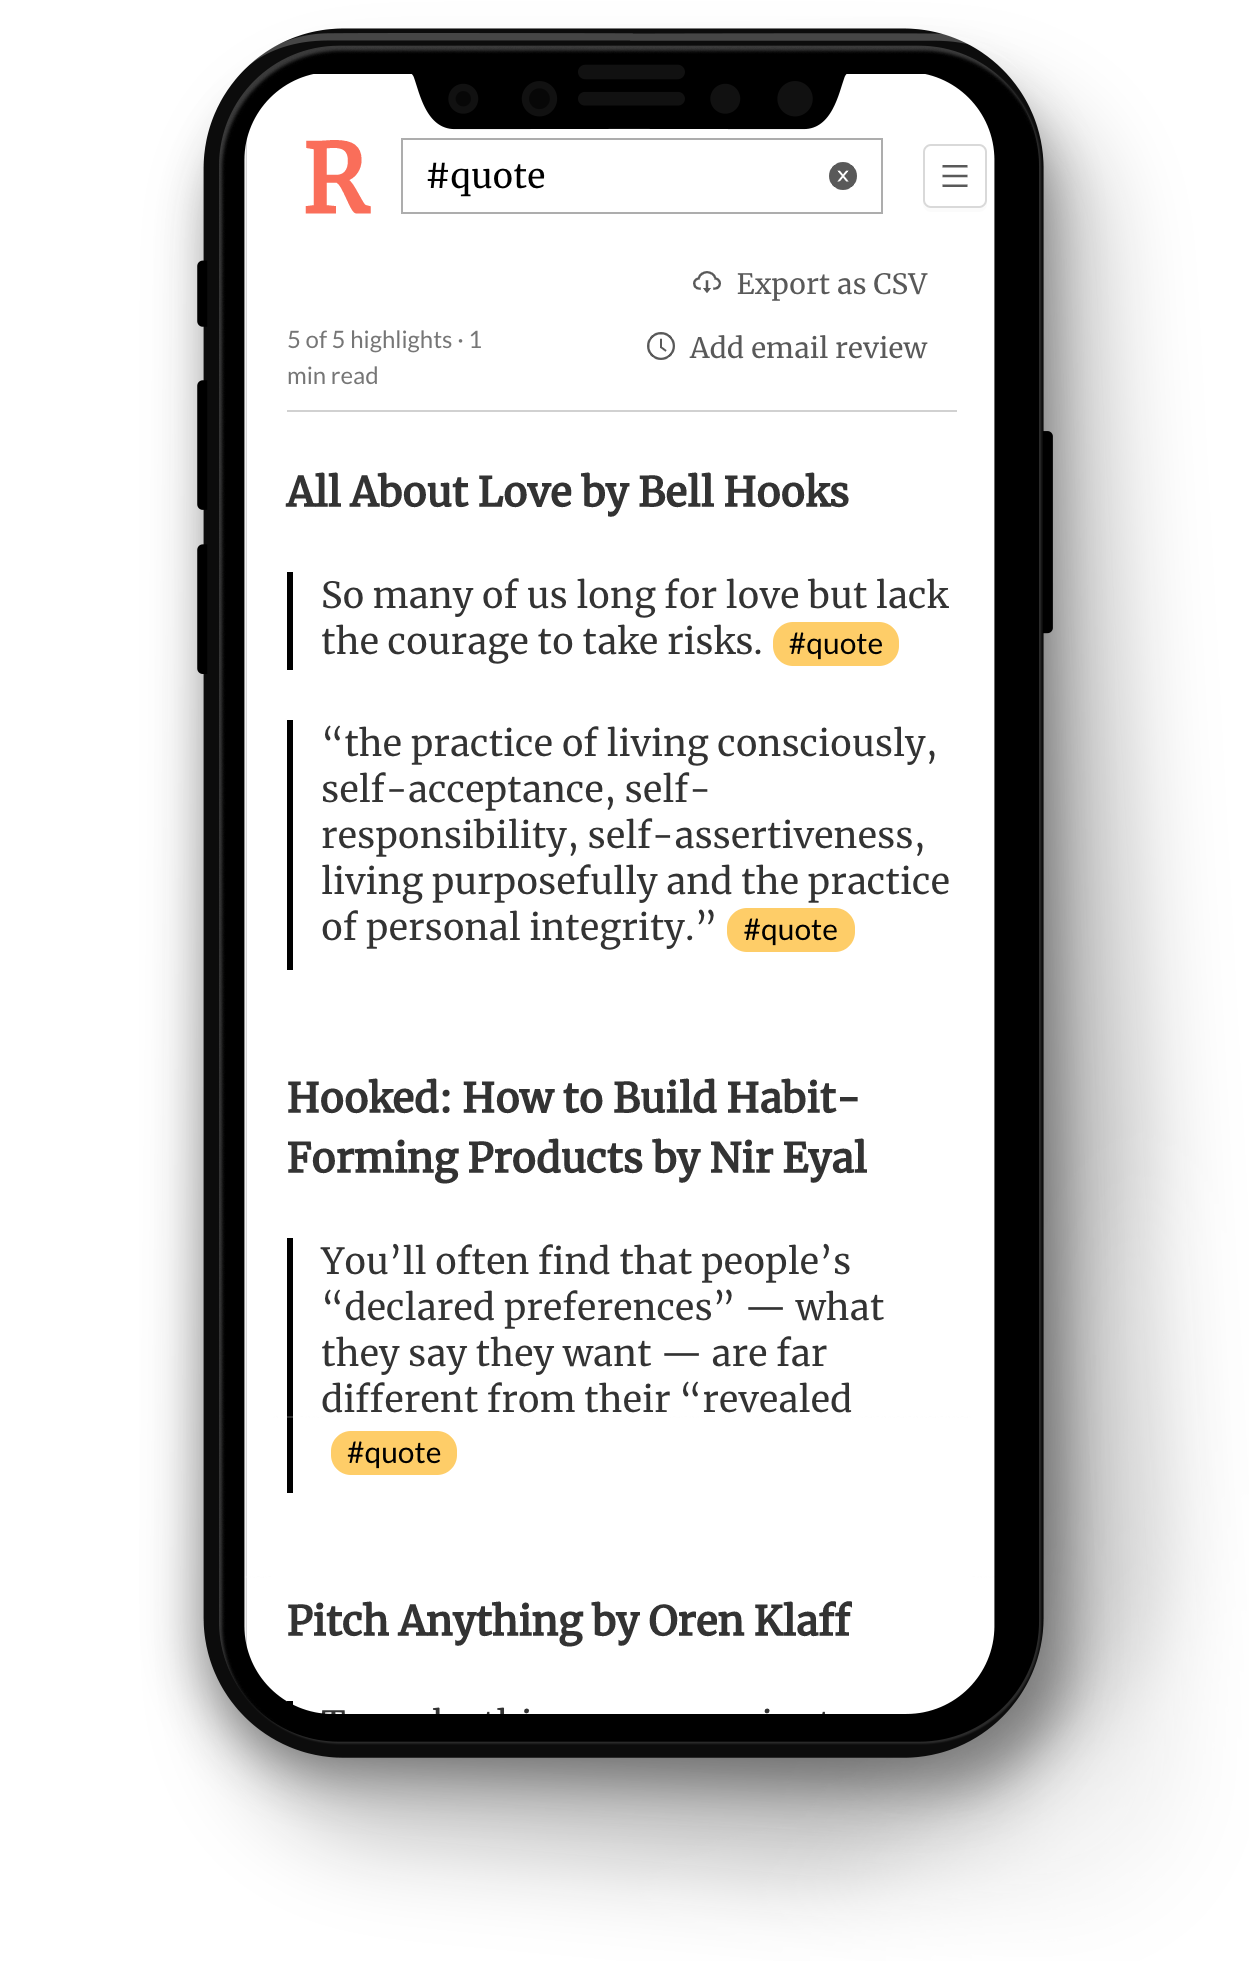 R
#quote
Export as CSV
5 of 5 highlights · 1
min read
Add email review
All About Love by Bell Hooks
So many of us long for love but lack
the courage to take risks. #quote
“the practice of living consciously,
self-acceptance, self-
responsibility, self-assertiveness,
living purposefully and the practice
of personal integrity.” #quote
Hooked: How to Build Habit-
Forming Products by Nir Eyal
You’ll often find that people’s
“declared preferences” — what
they say they want — are far
different from their “revealed
#quote
Pitch Anything by Oren Klaff